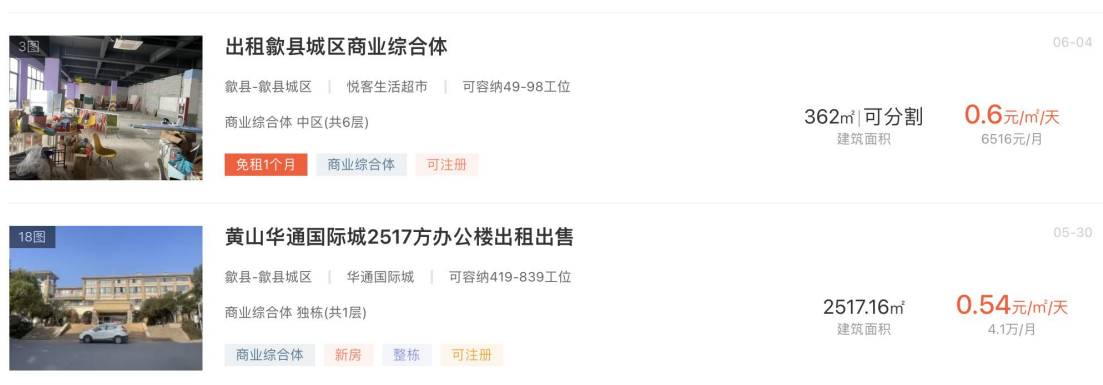 3图
出租歙县城区商业综合体
06-04
歙县-歙县城区 | 悦客生活超市 | 可容纳49-98工位
362㎡|可分割
0.6元/㎡/天
商业综合体 中区(共6层)
建筑面积
6516元/月
免租1个月 商业综合体 可注册
18图
黄山华通国际城2517方办公楼出租出售
05-30
歙县-歙县城区 | 华通国际城 | 可容纳419-839工位
2517.16㎡
0.54元/㎡/天
商业综合体 独栋(共1层)
建筑面积
4.1万/月
商业综合体 新房 整栋 可注册